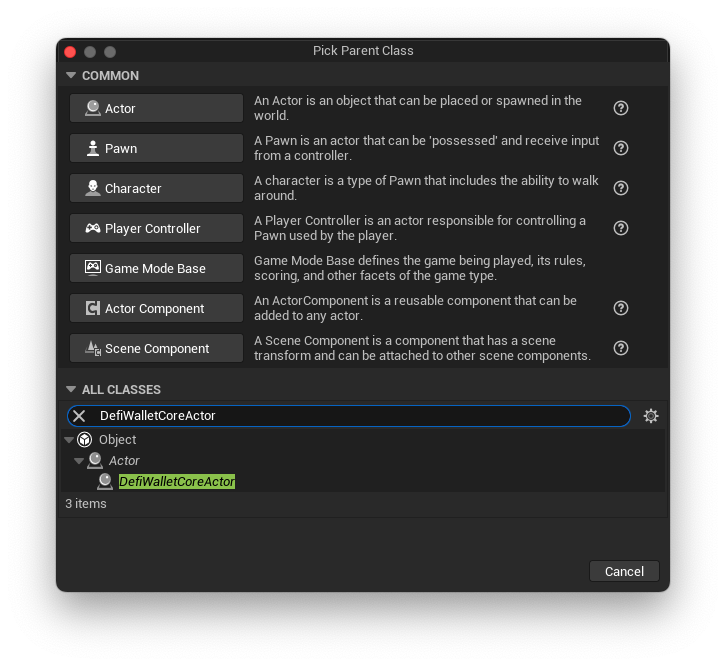 Pick Parent Class
COMMON
Actor
An Actor is an object that can be placed or spawned in the
world.
Pawn
A Pawn is an actor that can be 'possessed' and receive input
from a controller.
Character
A character is a type of Pawn that includes the ability to walk
around.
Player Controller
A Player Controller is an actor responsible for controlling a
Pawn used by the player.
Game Mode Base
Game Mode Base defines the game being played, its rules,
scoring, and other facets of the game type.
Actor Component
An ActorComponent is a reusable component that can be
added to any actor.
Scene Component
A Scene Component is a component that has a scene
transform and can be attached to other scene components.
ALL CLASSES
DefiWalletCoreActor
Object
Actor
DefiWalletCoreActor
3 items
Cancel